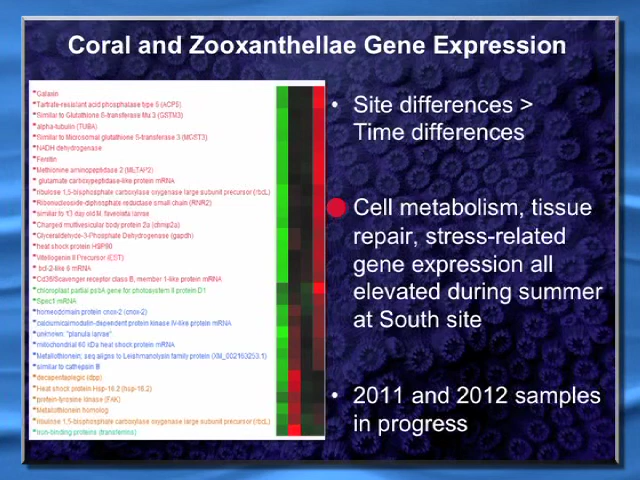 Coral and Zooxanthellae Gene Expression
Galaxin
Tartrate-resistant acid phosphatase type 5 (ACP5)
Similar to Glutathione S-transferase Mu 3 (GSTM3)
alpha-tubulin (TUBA)
Similar to Microsomal glutathione S-transferase 3 (MGST3)
NADH dehydrogenase
Ferritin
Methionine aminopeptidase 2 (METAP2)
glutamate carboxypeptidase-like protein mRNA
ribulose 1,5-bisphosphate carboxylase oxygenase large subunit precursor (rbcL)
Ribonucleoside-diphosphate reductase small chain (RNR2)
similar to 13 day old M. faveolata larvae
Charged multivesicular body protein 2a (chmp2a)
Glyceraldehyde-3-Phosphate Dehydrogenase (gapdh)
heat shock protein HSP90
Vitellogenin II Precursor (EST)
bcl-2-like 9 mRNA
Cd36/Scavenger receptor class B, member 1-like protein mRNA
chloroplast partial psbA gene for photosystem II protein D1
Spec1 mRNA
homeodomain protein cnox-2 (cnox-2)
calcium/calmodulin-dependent protein kinase IV-like protein mRNA
unknown "planula larvae"
mitochondrial 60 kDa heat shock protein mRNA
Metallothionein, seq aligns to Leishmanolysin family protein (XM_002163253.1)
similar to cathepsin B
decapentaplegic (dpp)
Heat shock protein Hsp-16.2 (hsp-16.2)
protein-tyrosine kinase (FAK)
Metallothionein homolog
ribulose 1,5-bisphosphate carboxylase oxygenase large subunit precursor (rbcL)
Iron-binding proteins (transferrins)
• Site differences >
Time differences
Cell metabolism, tissue
repair, stress-related
gene expression all
elevated during summer
at South site
• 2011 and 2012 samples
in progress